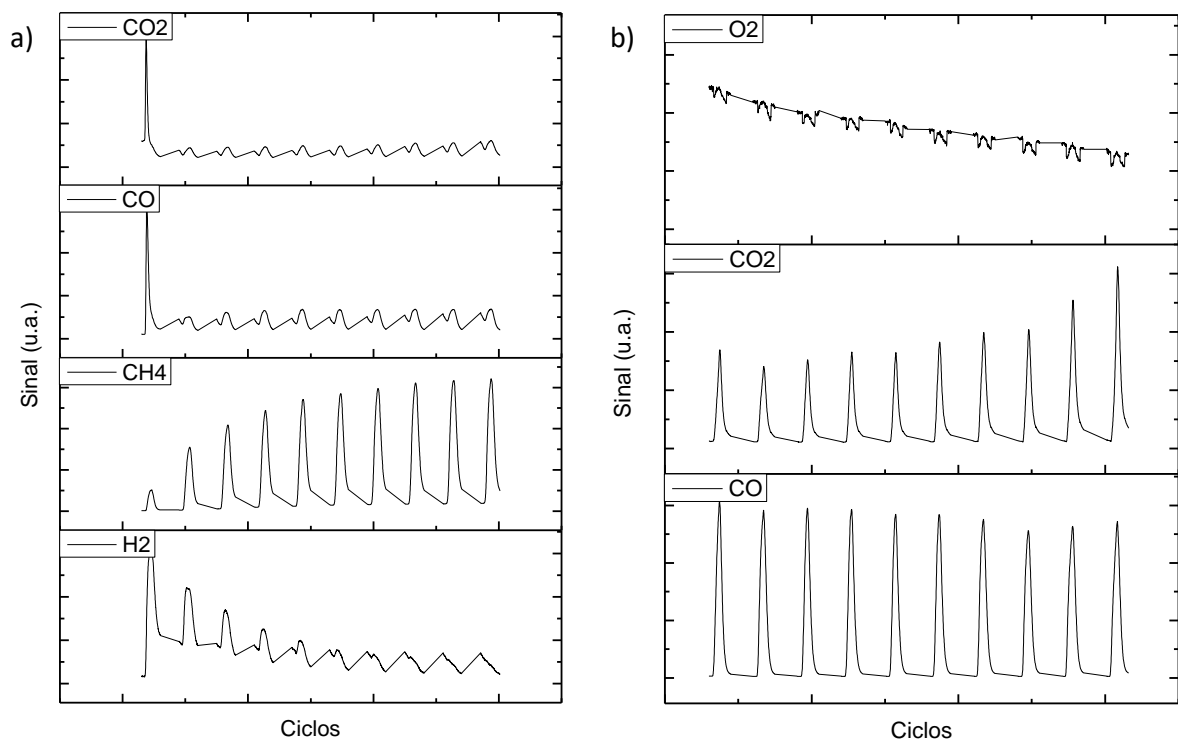 a)
CO2
CO
CH4
H2
Sinal (u.a.)
Ciclos
b)
O2
CO2
CO
Sinal (u.a.)
Ciclos